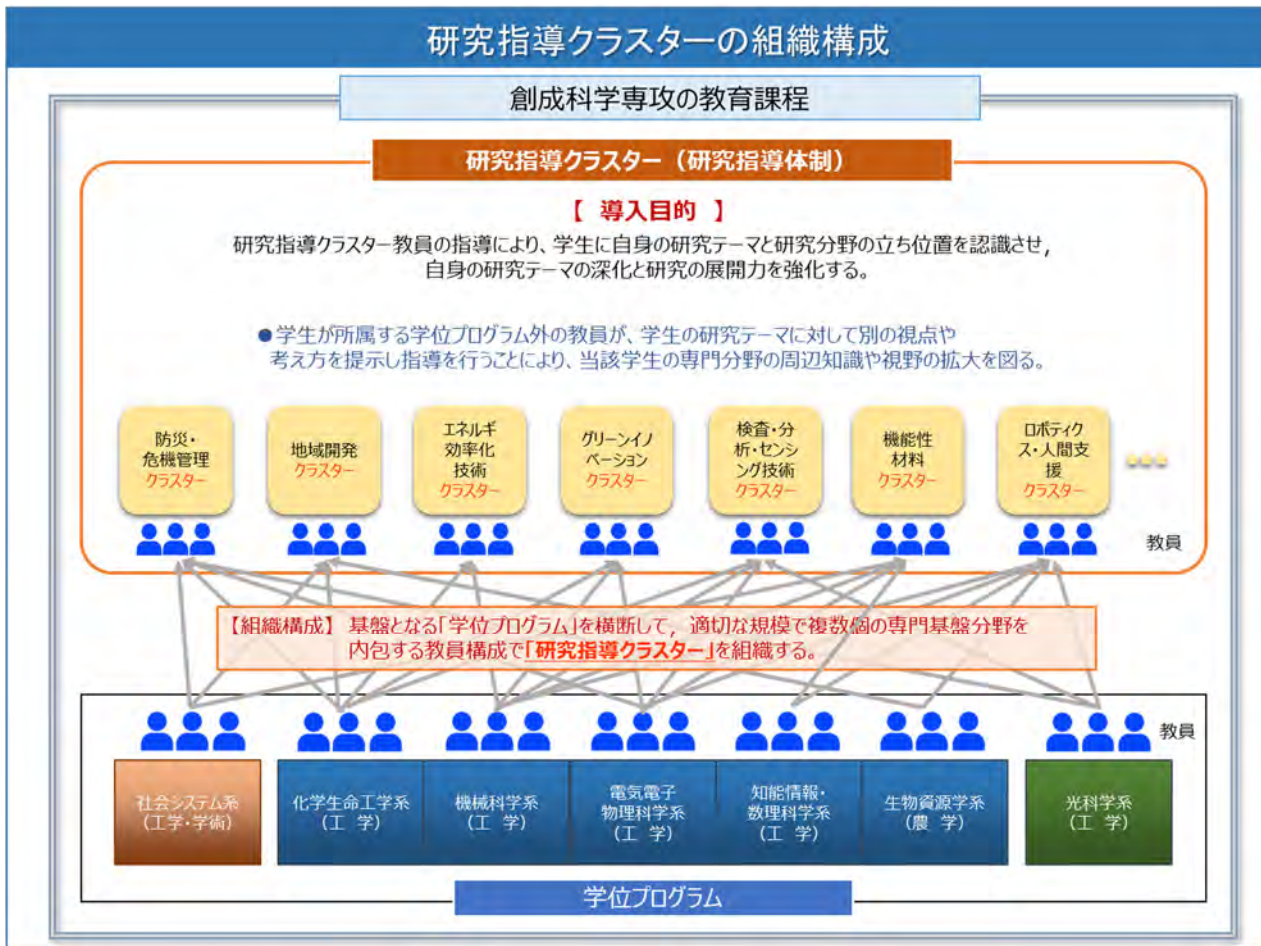 研究指導クラスターの組織構成
創成科学専攻の教育課程
研究指導クラスター（研究指導体制）
【 導入目的 】
研究指導クラスター教員の指導により、学生に自身の研究テーマと研究分野の立ち位置を認識させ，
自身の研究テーマの深化と研究の展開力を強化する。
●学生が所属する学位プログラム外の教員が、学生の研究テーマに対して別の視点や
考え方を提示し指導を行うことにより、当該学生の専門分野の周辺知識や視野の拡大を図る。
防災・
危機管理
クラスター
地域開発
クラスター
エネルギ
効率化
技術
クラスター
グリーンイノ
ベーション
クラスター
検査・分
析・センシ
ング技術
クラスター
機能性
材料
クラスター
ロボティク
ス・人間支
援
クラスター
教員
【組織構成】 基盤となる「学位プログラム」を横断して，適切な規模で複数個の専門基盤分野を
内包する教員構成で「研究指導クラスター」を組織する。
教員
社会システム系
（工学・学術）
化学生命工学系
（工　学）
機械科学系
（工　学）
電気電子
物理科学系
（工　学）
知能情報・
数理科学系
（工　学）
生物資源学系
（農　学）
光科学系
（工　学）
学位プログラム